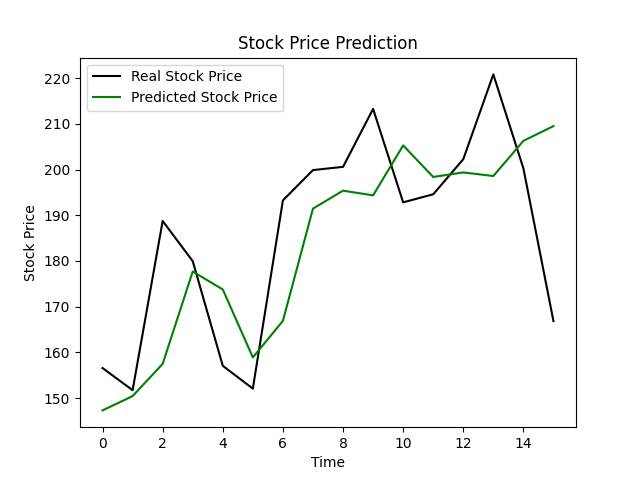 Stock Price Prediction
Real Stock Price
Predicted Stock Price
220
210
200
190
180
170
160
150
Stock Price
0 2 4 6 8 10 12 14
Time